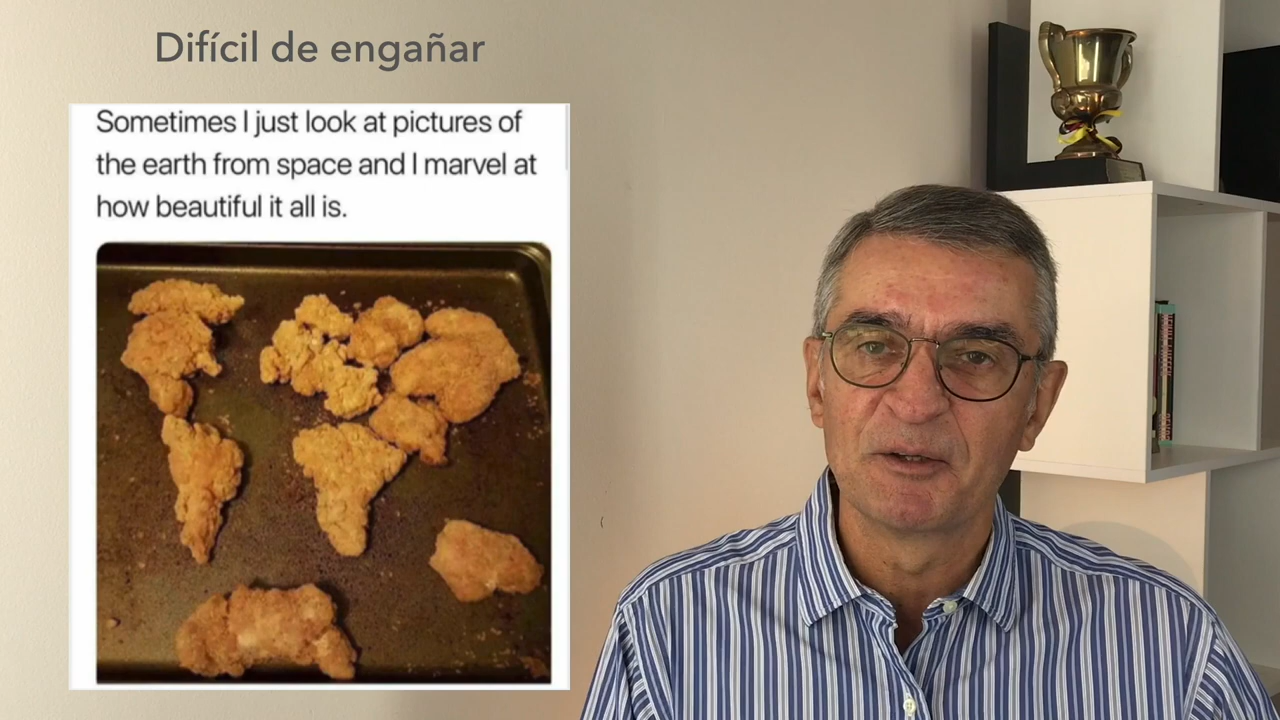 Difícil de engañar
Sometimes I just look at pictures of
the earth from space and I marvel at
how beautiful it all is.